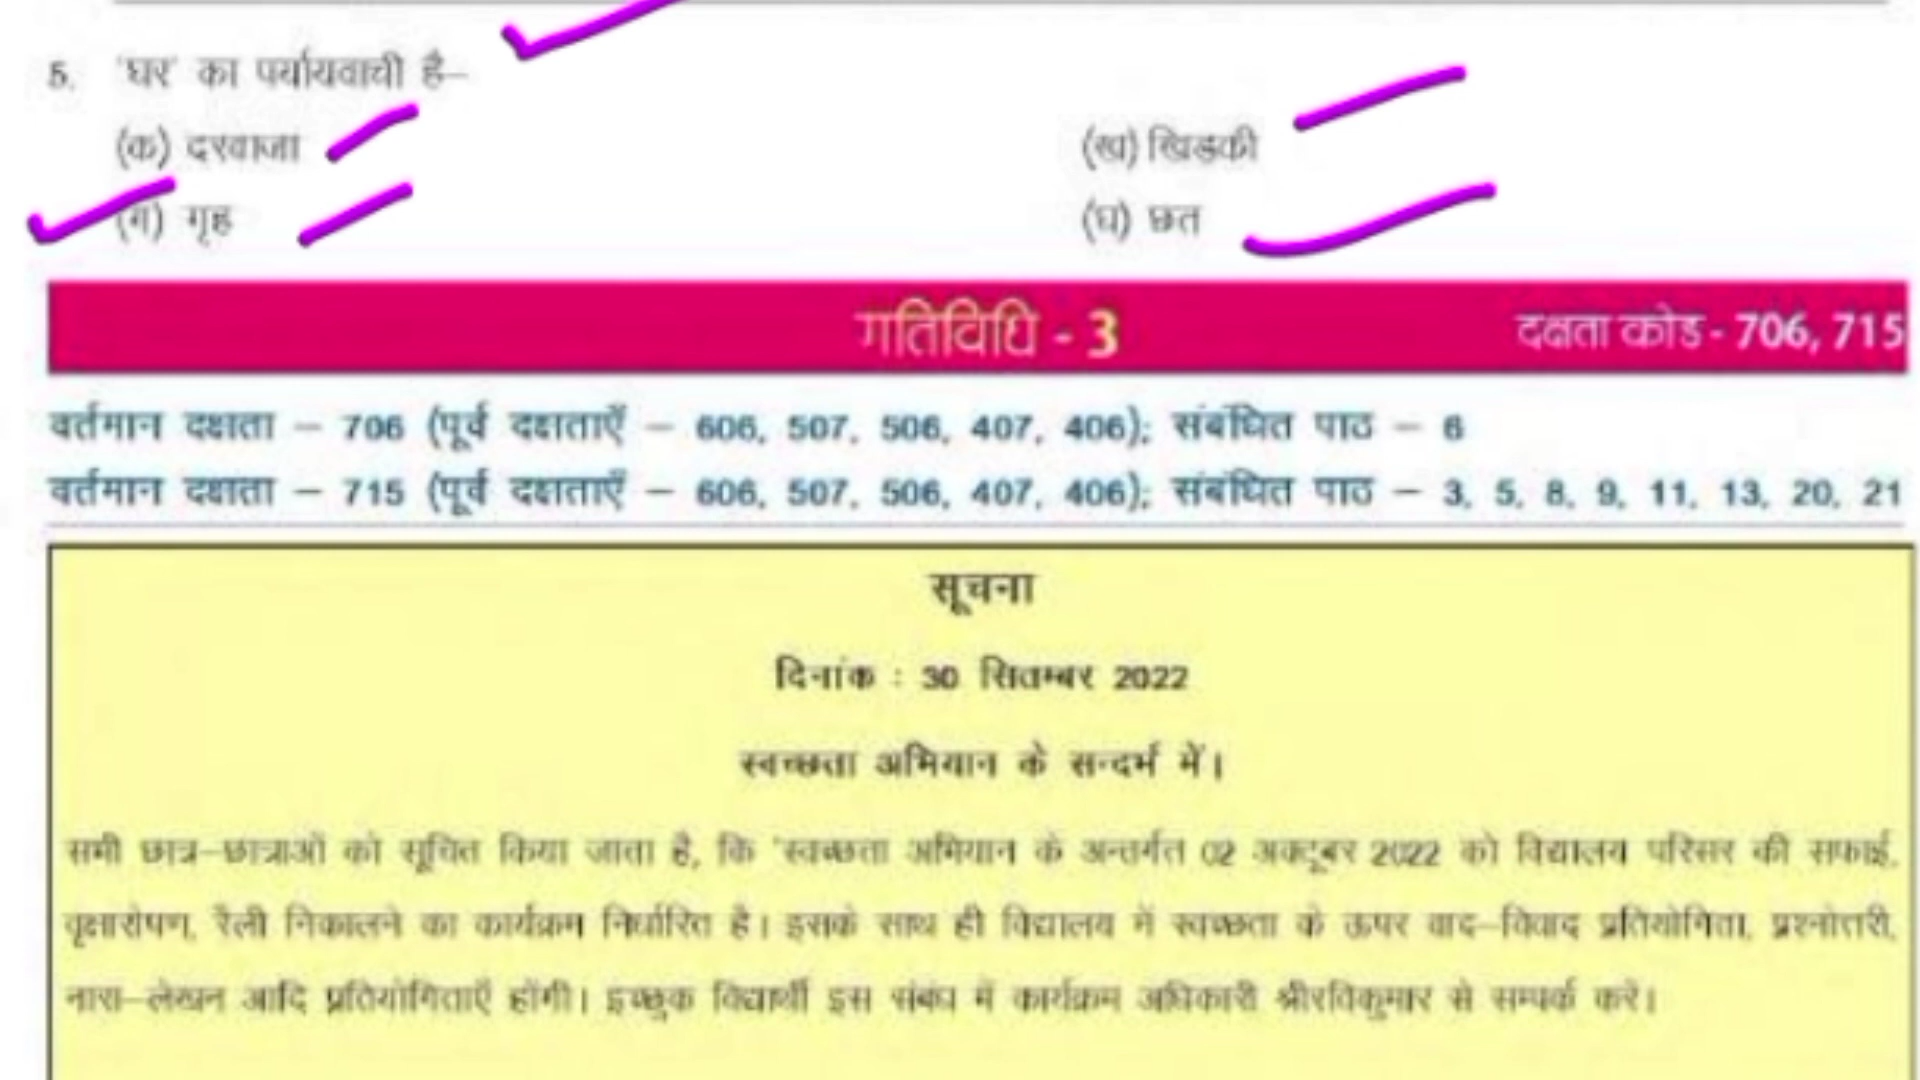 5. 'घर' का पर्यायवाची है–
(क) दरवाजा (ख) खिडकी
(ग) गृह (घ) छत
गतिविधि - 3 दक्षता कोड - 706, 715
वर्तमान दक्षता – 706 (पूर्व दक्षताएँ – 606, 507, 506, 407, 406); संबंधित पाठ – 6
वर्तमान दक्षता – 715 (पूर्व दक्षताएँ – 606, 507, 506, 407, 406); संबंधित पाठ – 3, 5, 8, 9, 11, 13, 20, 21
सूचना
दिनांक : 30 सितम्बर 2022
स्वच्छता अभियान के सन्दर्भ में।
सभी छात्र–छात्राओं को सूचित किया जाता है, कि 'स्वच्छता अभियान के अन्तर्गत 02 अक्टूबर 2022 को विद्यालय परिसर की सफाई,
वृक्षारोपण, रैली निकालने का कार्यक्रम निर्धारित है। इसके साथ ही विद्यालय में स्वच्छता के ऊपर वाद–विवाद प्रतियोगिता, प्रश्नोत्तरी,
नारा–लेखन आदि प्रतियोगिताएँ होंगी। इच्छुक विद्यार्थी इस संबंध में कार्यक्रम अधिकारी श्रीरविकुमार से सम्पर्क करें।